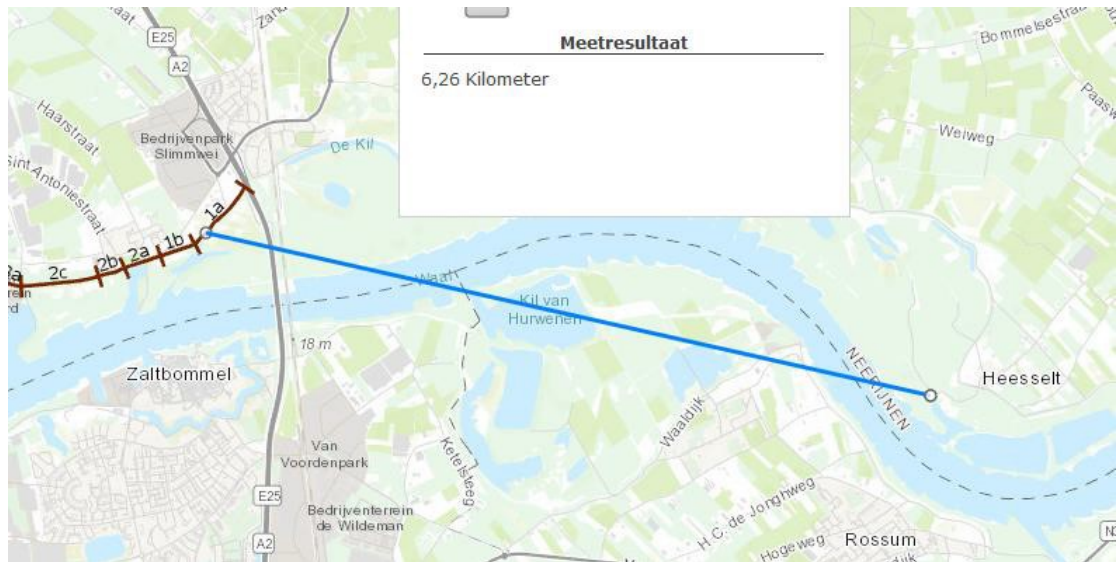 Meetresultaat
6,26 Kilometer
E25
A2
Haarstraat
Bedrijvenpark
Slimmwei
De Kil
Sint Antoniestraat
Bommelsestraat
Weiweg
1a
1b
2a
2b
2c
Waal
Kil van
Hurwenen
18 m
Zaltbommel
NEERIJNEN
Heesselt
Waaldijk
Van
Voordenpark
Ketelsteeg
E25
Bedrijventerrein
de Wildeman
A2
H.C. de Jonghweg
Hogeweg
Rossum